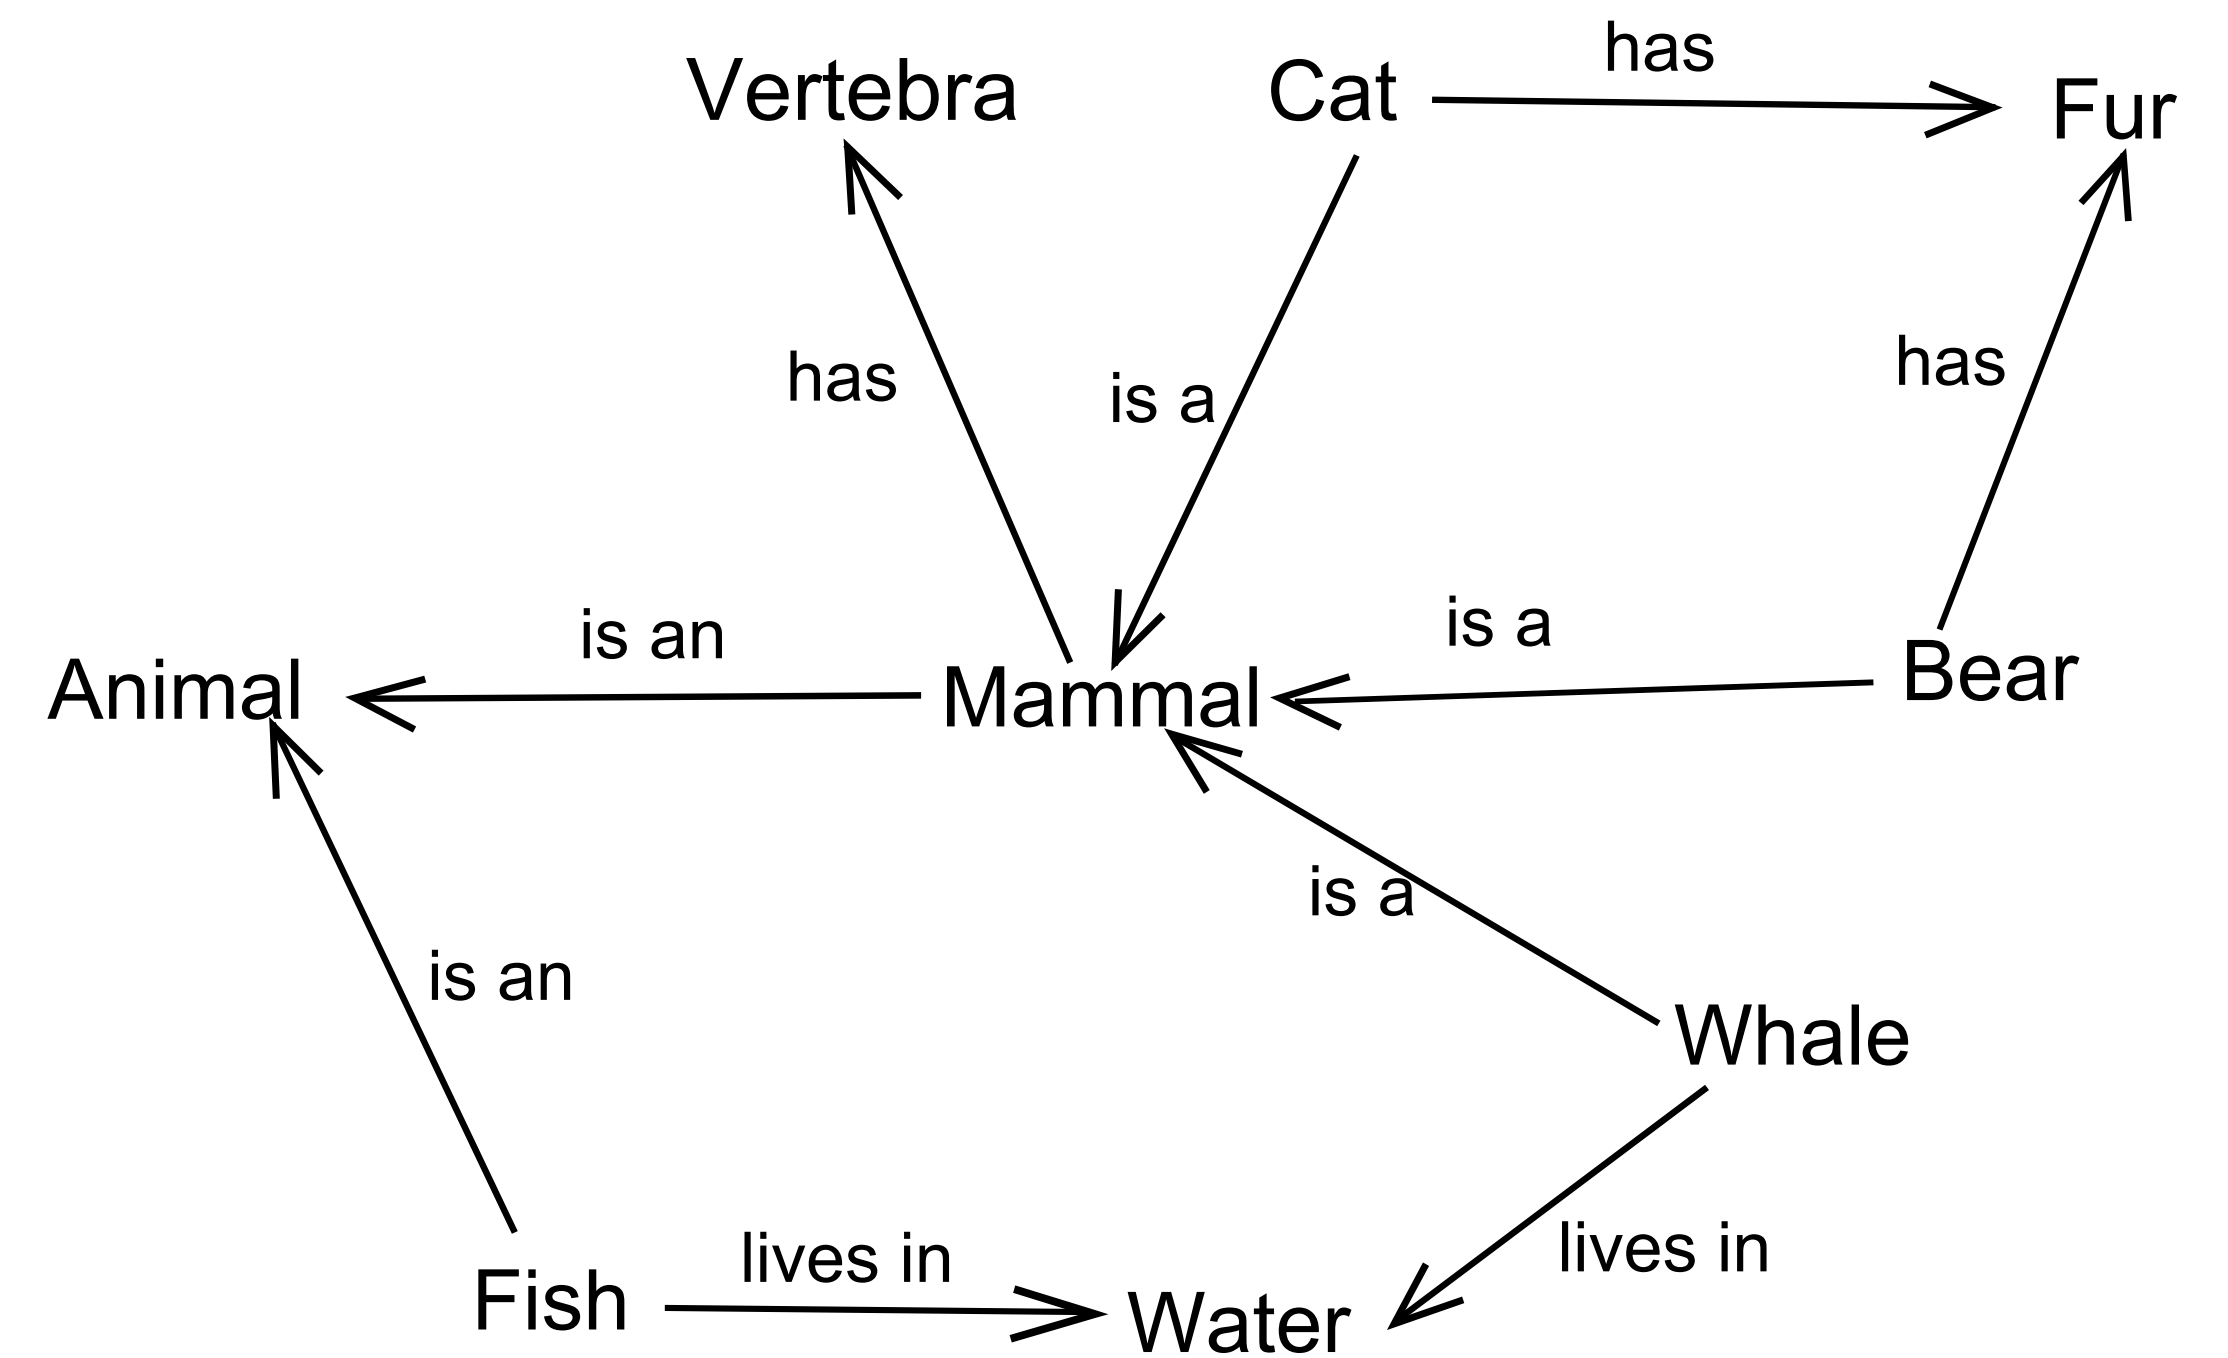 has
Vertebra
Cat
Fur
has
is a
has
is an
is a
Animal
Mammal
Bear
is a
is an
Whale
lives in
lives in
Fish
Water